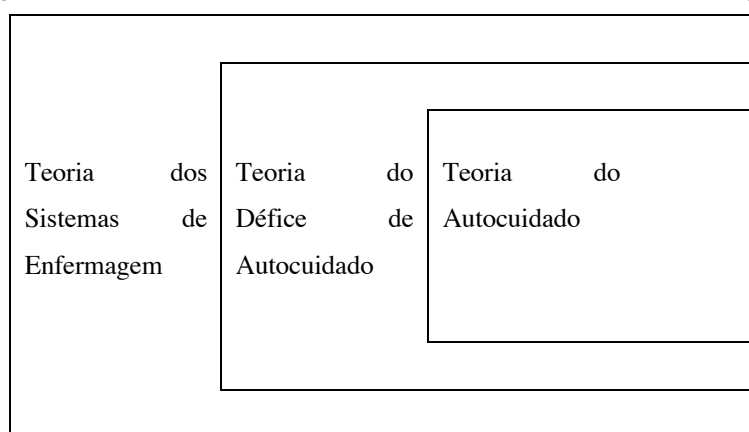 Teoria dos
Sistemas de
Enfermagem
Teoria do
Défice de
Autocuidado
Teoria do
Autocuidado